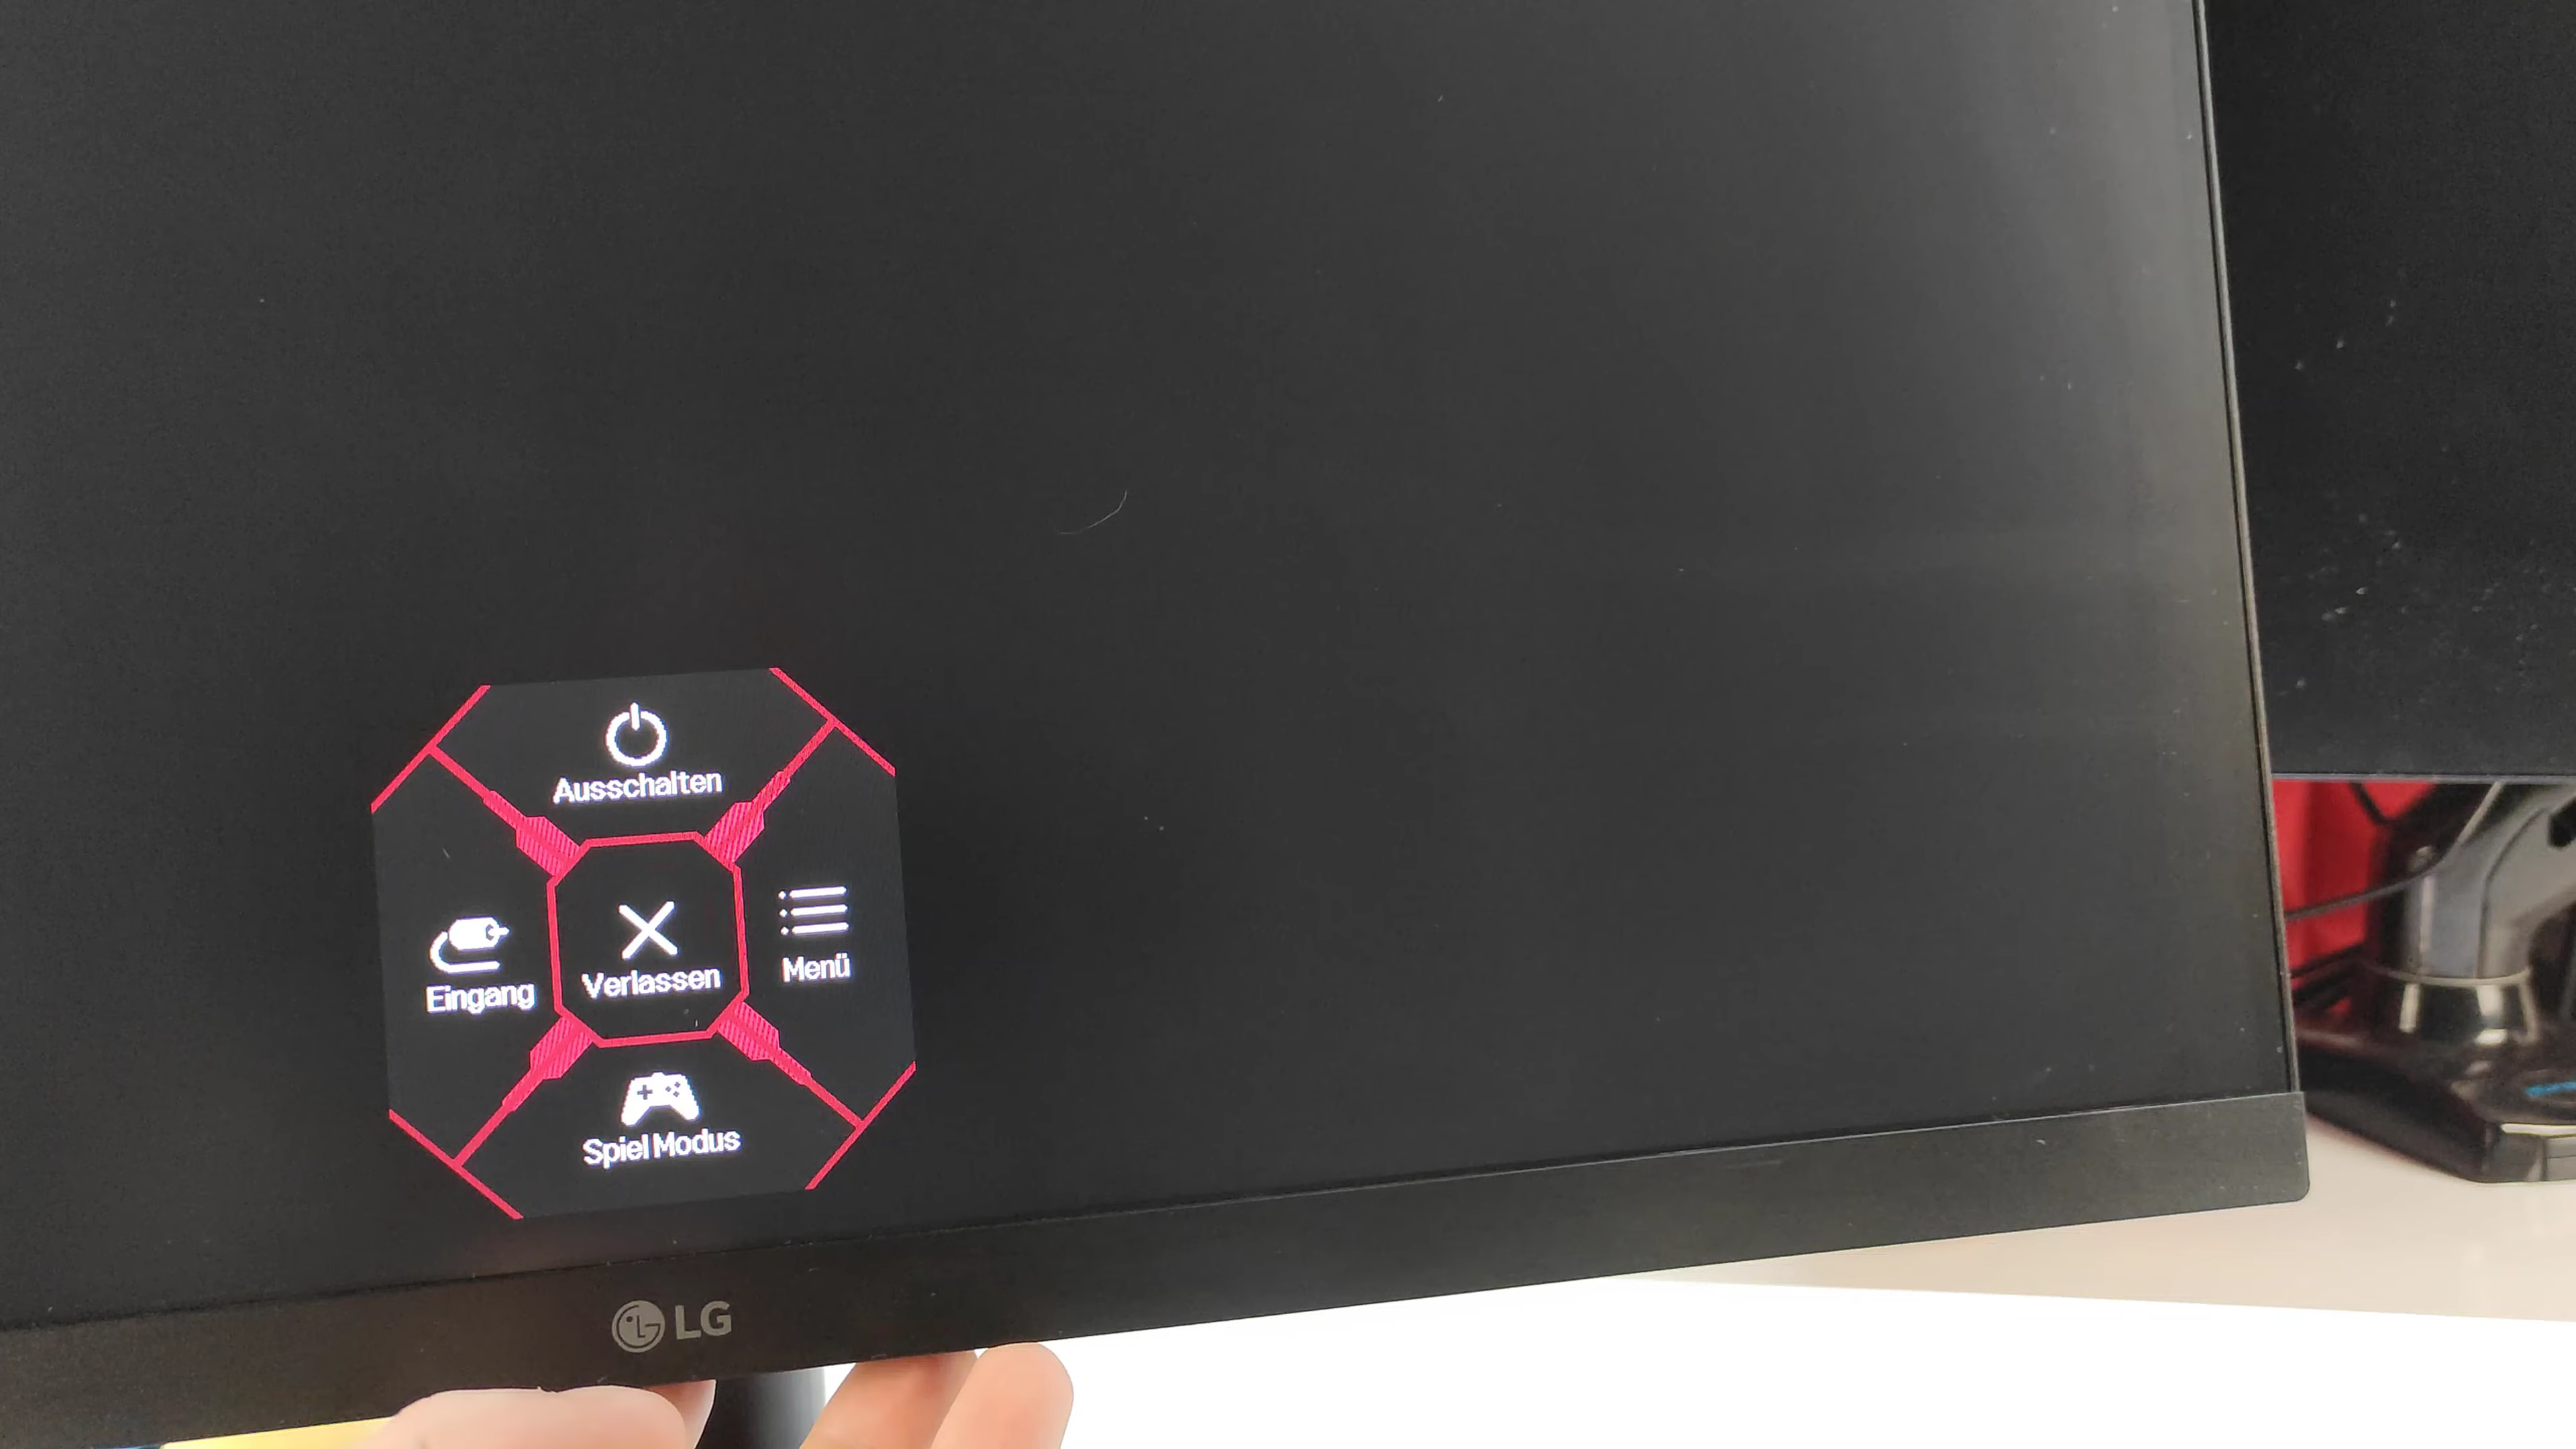 Ausschalten
Eingang
Verlassen
Menü
Spiel Modus
LG